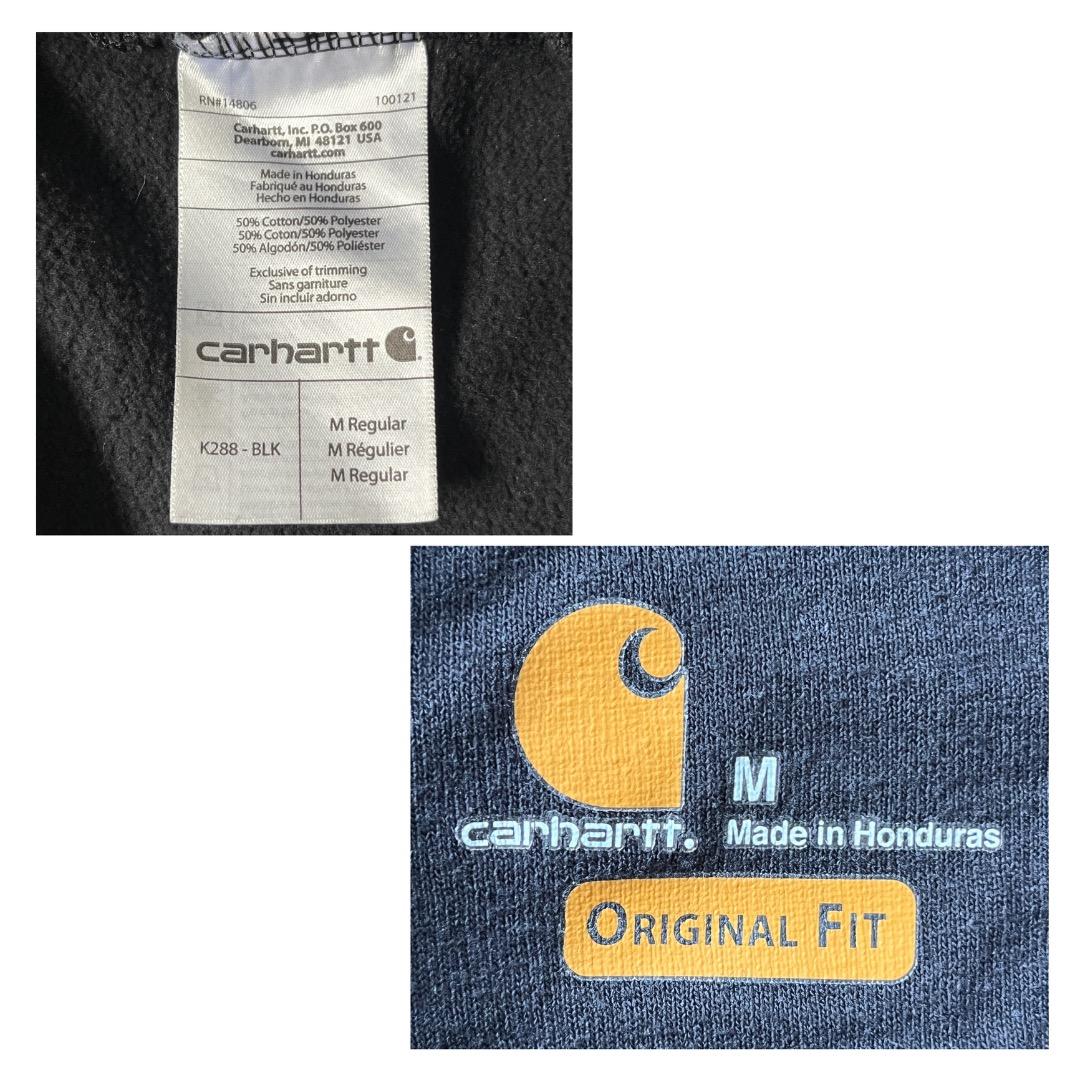 RN#14806 100121
Carhartt, Inc. P.O. Box 600
Dearborn, MI 48121 USA
carhartt.com
Made in Honduras
Fabriqué au Honduras
Hecho en Honduras
50% Cotton/50% Polyester
50% Coton/50% Polyester
50% Algodón/50% Poliéster
Exclusive of trimming
Sans garniture
Sin incluir adorno
carhartt
K288 - BLK
M Regular
M Régulier
M Regular
M
carhartt. Made in Honduras
ORIGINAL FIT